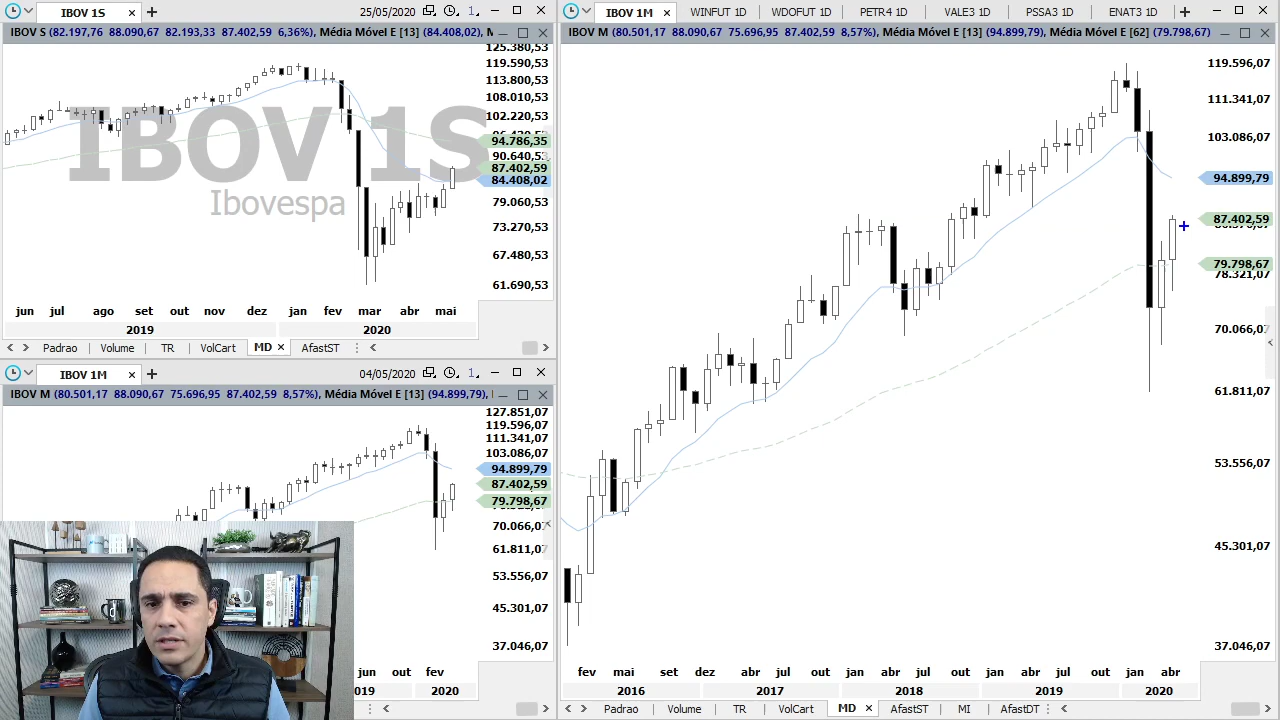 IBOV 1S × + 25/05/2020 1
IBOV S (82.197,76 88.090,67 82.193,33 87.402,59 6,36%), Média Móvel E [13] (84.408,02), M
125.380,53
119.590,53
113.800,53
108.010,53
102.220,53
94.786,35
90.640,53
87.402,59
84.408,02
79.060,53
73.270,53
67.480,53
61.690,53
IBOV 1S
Ibovespa
jun jul ago set out nov dez jan fev mar abr mai
2019 2020
Padrao Volume TR VolCart MD × AfastST
IBOV 1M × + 04/05/2020 1
IBOV M (80.501,17 88.090,67 75.696,95 87.402,59 8,57%), Média Móvel E [13] (94.899,79),
127.851,07
119.596,07
111.341,07
103.086,07
94.899,79
87.402,59
79.798,67
70.066,07
61.811,07
53.556,07
45.301,07
37.046,07
jun out fev
2020
IBOV 1M × WINFUT 1D WDOFUT 1D PETR4 1D VALE3 1D PSSA3 1D ENAT3 1D +
IBOV M (80.501,17 88.090,67 75.696,95 87.402,59 8,57%), Média Móvel E [13] (94.899,79), Média Móvel E [62] (79.798,67)
119.596,07
111.341,07
103.086,07
94.899,79
87.402,59
79.798,67
78.321,07
70.066,07
61.811,07
53.556,07
45.301,07
37.046,07
fev mai set dez abr jul out jan abr jul out jan abr jul out jan abr
2016 2017 2018 2019 2020
Padrao Volume TR VolCart MD × AfastST MI AfastDT